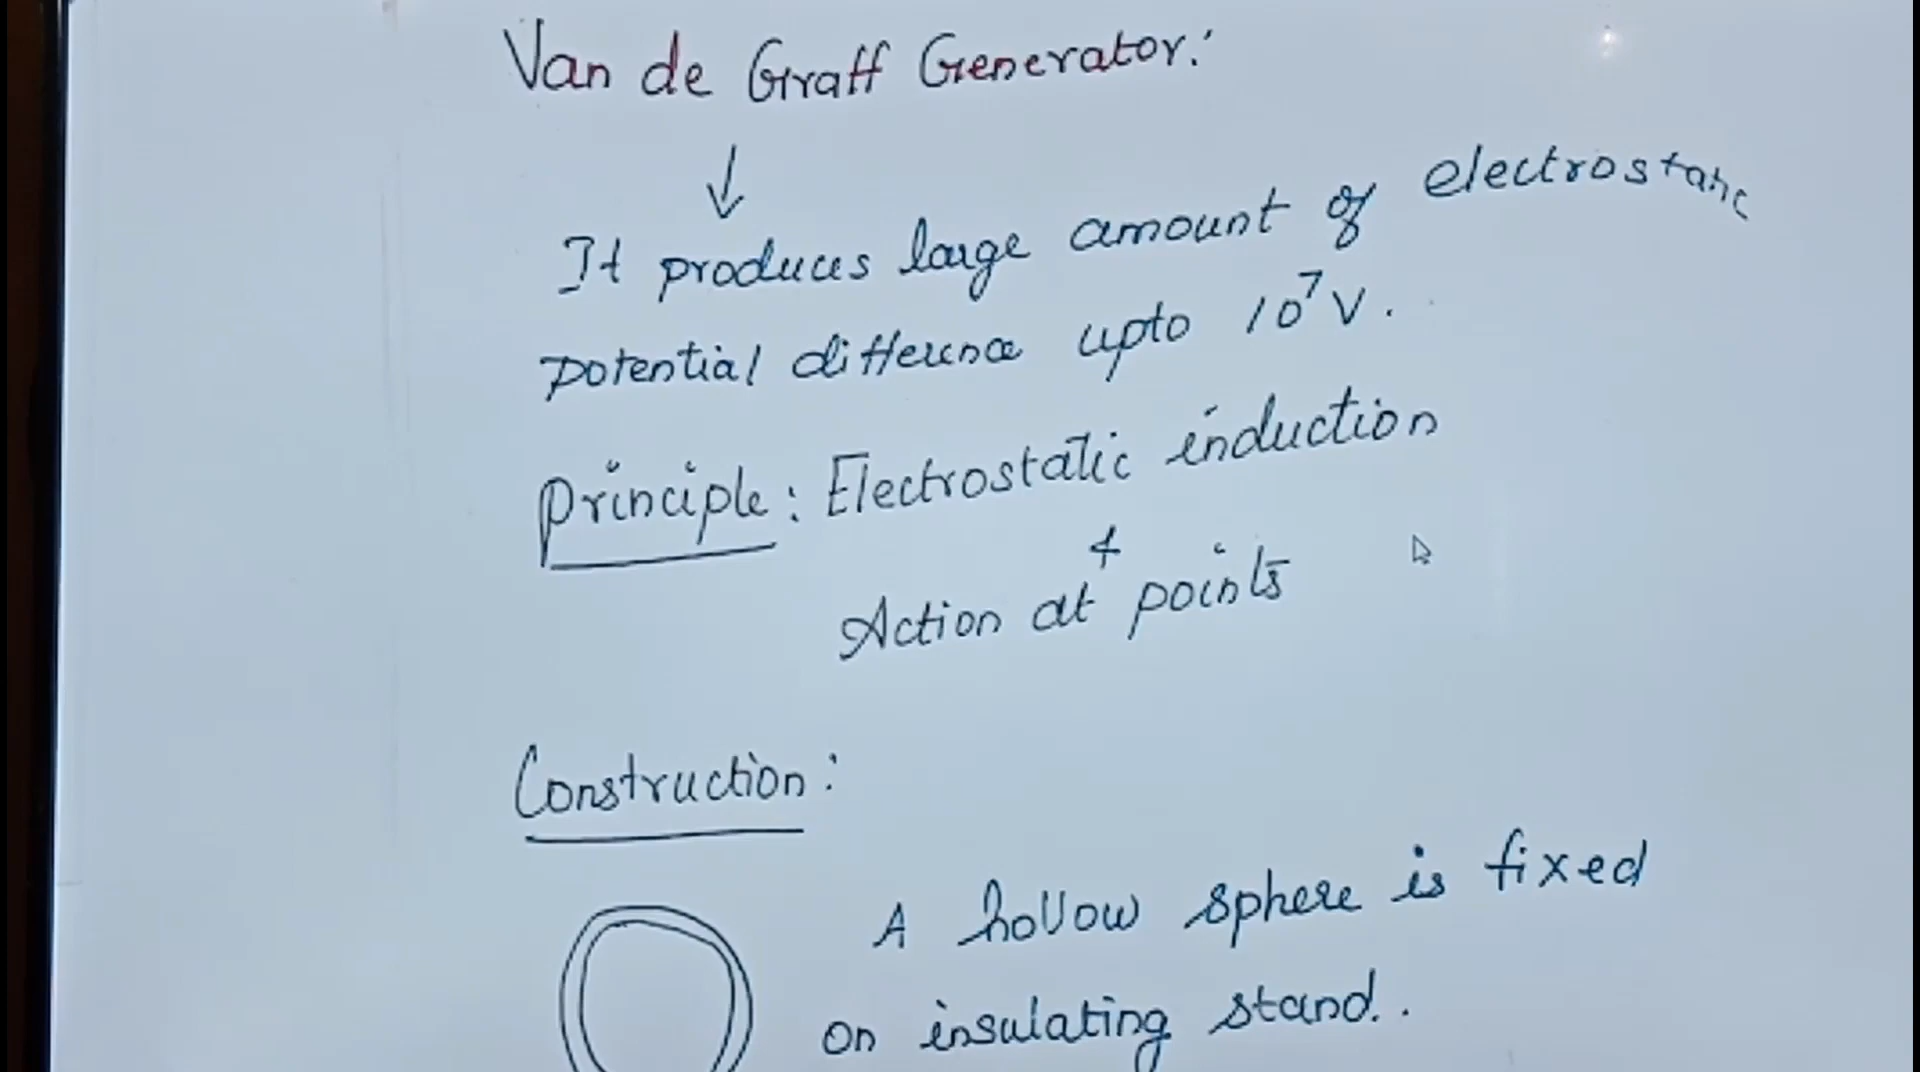 Van de Graff Generator:
↓
It produces large amount of electrostatic
potential difference upto 10⁷ V.
Principle: Electrostatic induction
&
Action at points
Construction:
A hollow sphere is fixed
on insulating stand.